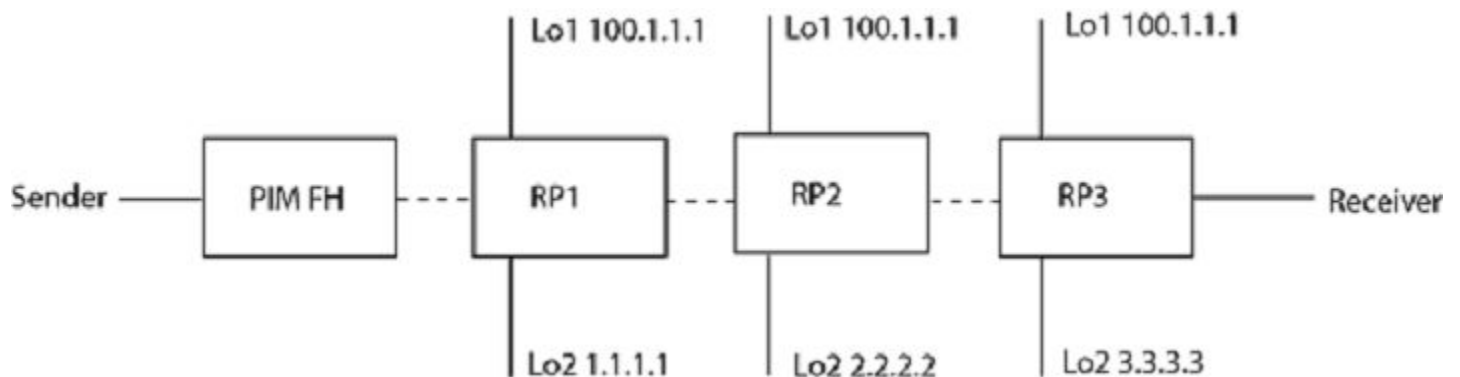 Lo1 100.1.1.1 Lo1 100.1.1.1 Lo1 100.1.1.1
Sender PIM FH RP1 RP2 RP3 Receiver
Lo2 1.1.1.1 Lo2 2.2.2.2 Lo2 3.3.3.3